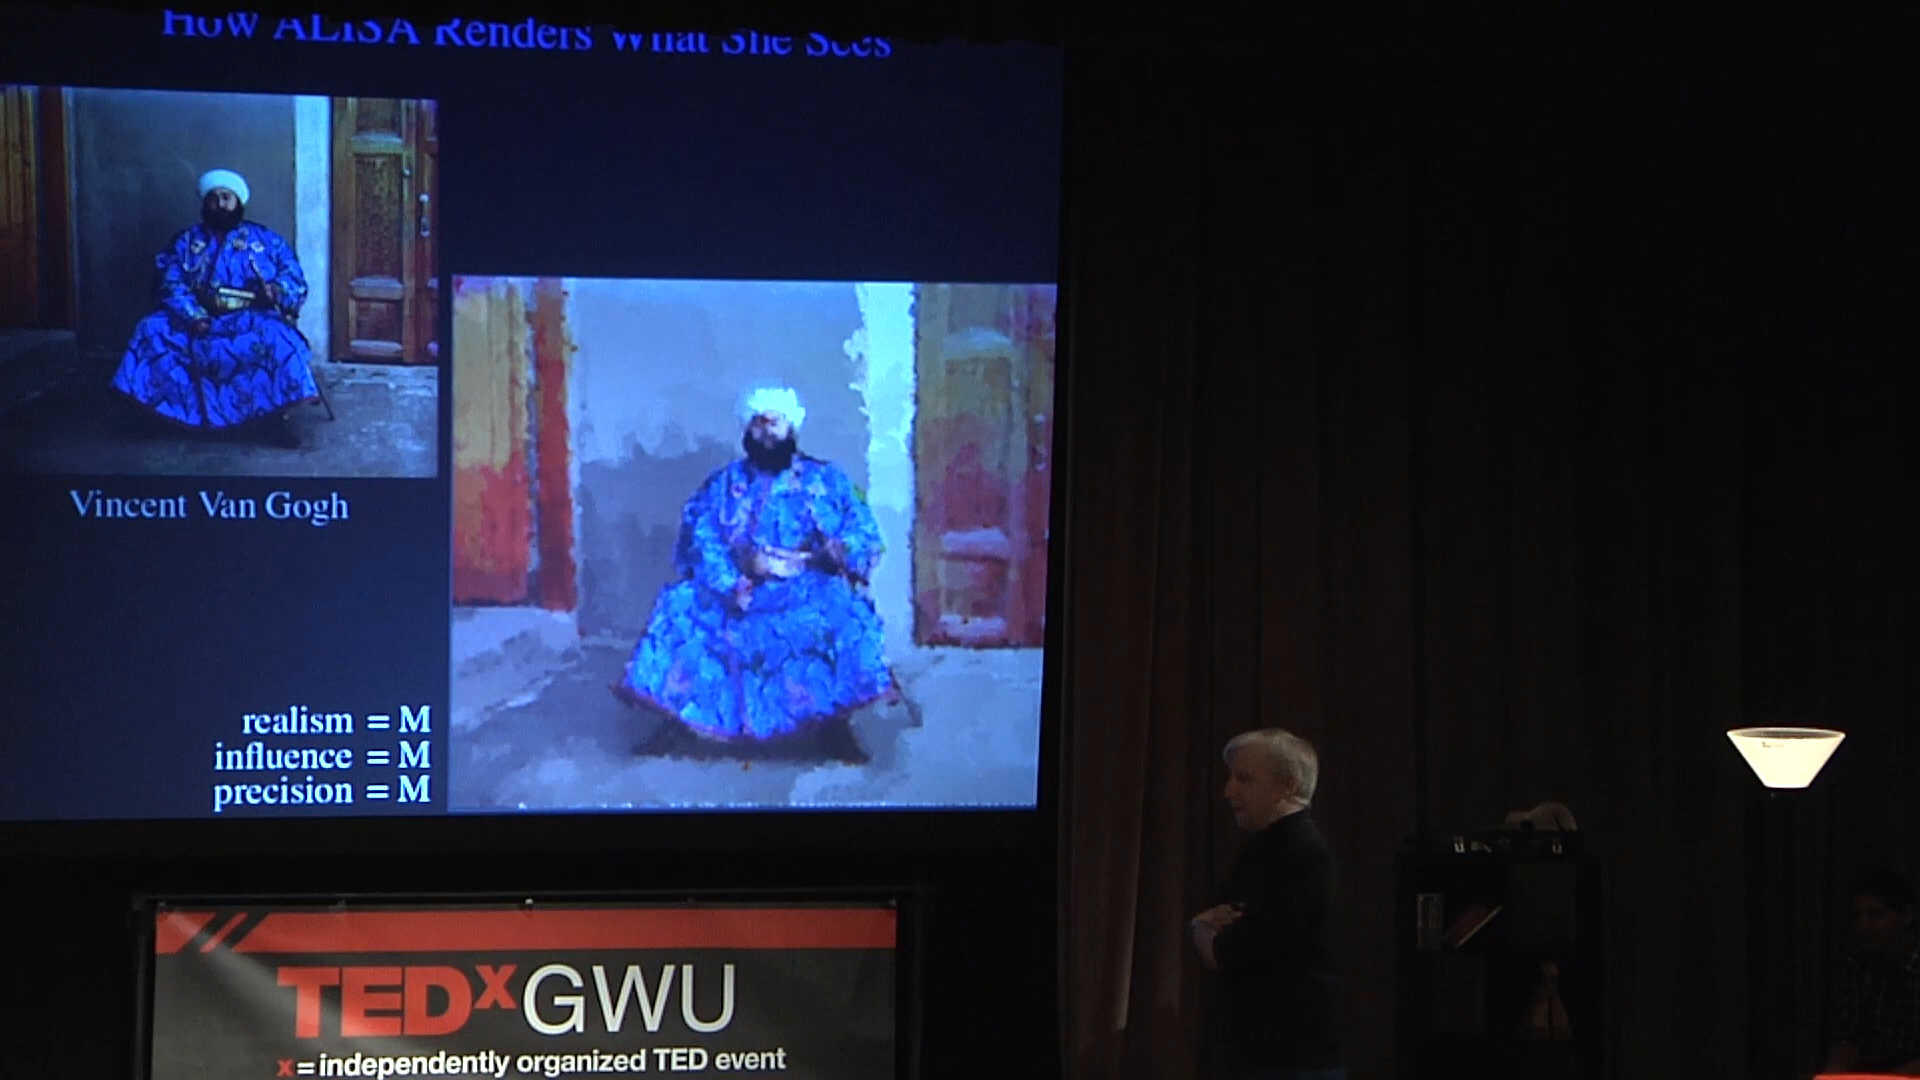 How ALISA Renders What She Sees
Vincent Van Gogh
realism = M
influence = M
precision = M
TEDxGWU
x=independently organized TED event